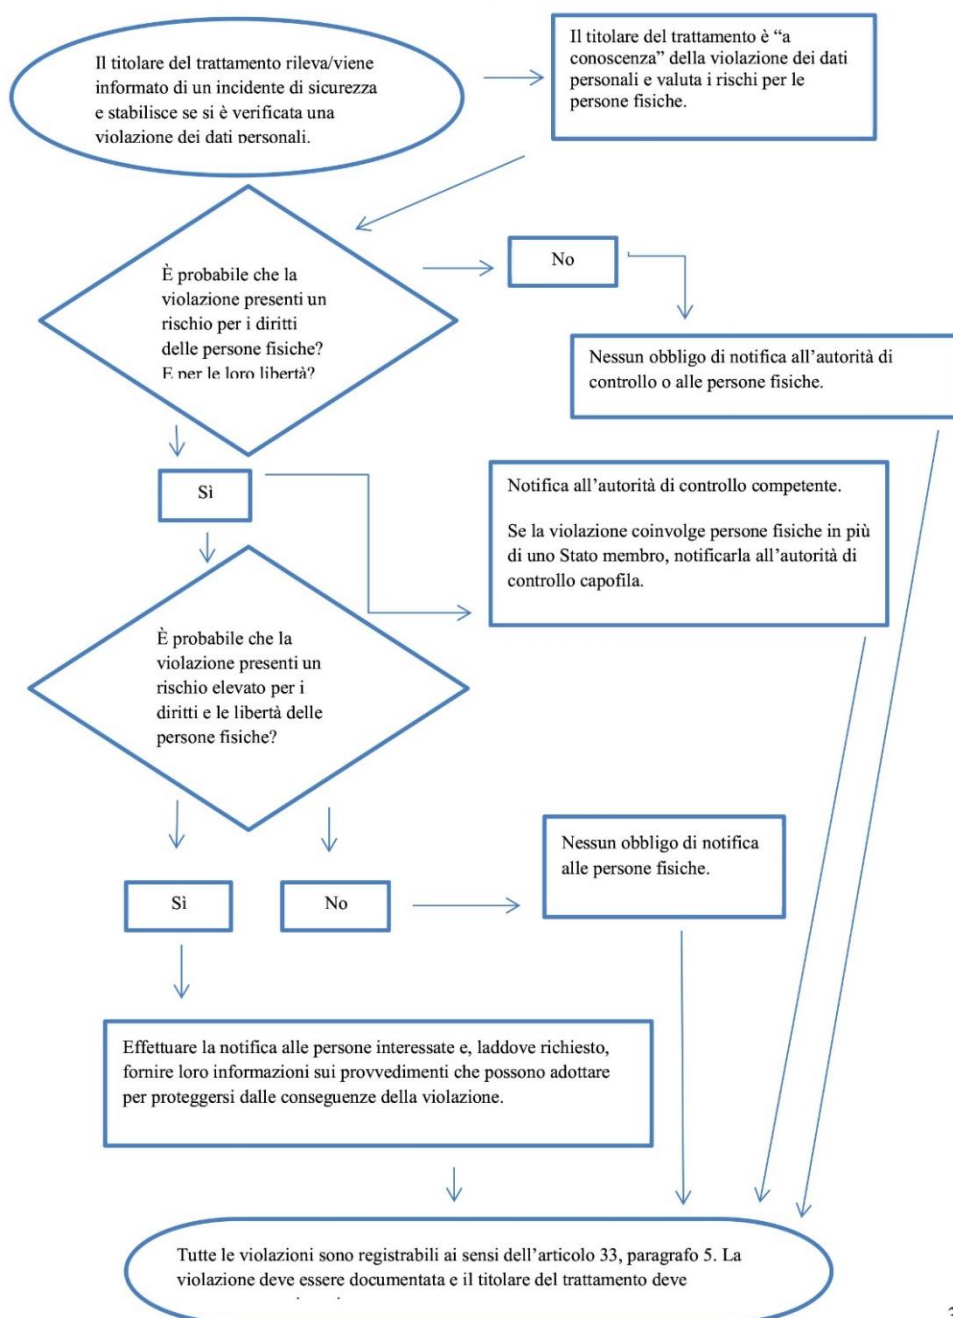 Il titolare del trattamento rileva/viene
informato di un incidente di sicurezza
e stabilisce se si è verificata una
violazione dei dati personali.
Il titolare del trattamento è “a
conoscenza” della violazione dei dati
personali e valuta i rischi per le
persone fisiche.
È probabile che la
violazione presenti un
rischio per i diritti
delle persone fisiche?
E per le loro libertà?
No
Nessun obbligo di notifica all’autorità di
controllo o alle persone fisiche.
Sì
Notifica all’autorità di controllo competente.
Se la violazione coinvolge persone fisiche in più
di uno Stato membro, notificarla all’autorità di
controllo capofila.
È probabile che la
violazione presenti un
rischio elevato per i
diritti e le libertà delle
persone fisiche?
Nessun obbligo di notifica
alle persone fisiche.
Sì
No
Effettuare la notifica alle persone interessate e, laddove richiesto,
fornire loro informazioni sui provvedimenti che possono adottare
per proteggersi dalle conseguenze della violazione.
Tutte le violazioni sono registrabili ai sensi dell’articolo 33, paragrafo 5. La
violazione deve essere documentata e il titolare del trattamento deve